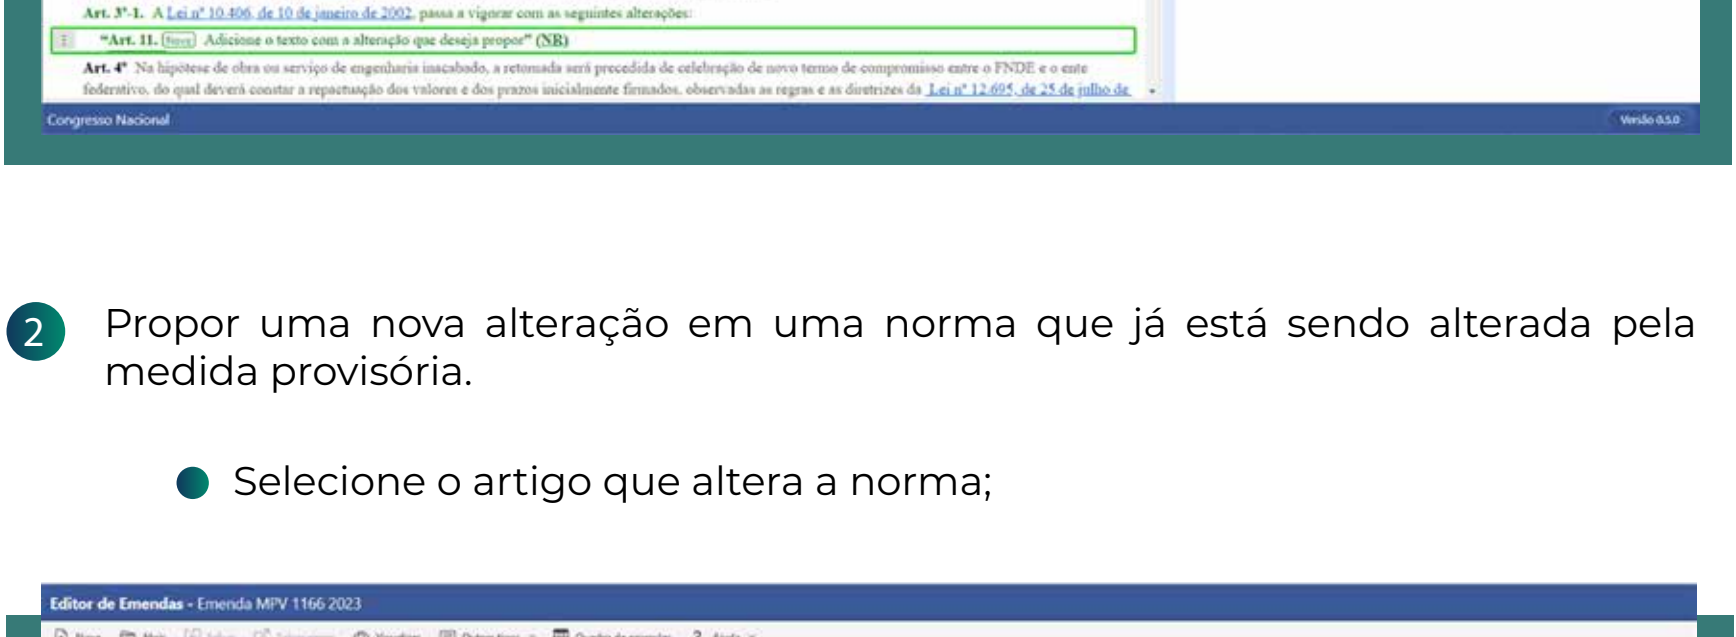 Art. 3º-1. A Lei nº 10.406, de 10 de janeiro de 2002, passa a vigorar com as seguintes alterações:
“Art. 11. Novo Adicione o texto com a alteração que deseja propor” (NR)
Art. 4º Na hipótese de obra ou serviço de engenharia inacabado, a retomada será precedida de celebração de novo termo de compromisso entre o FNDE e o ente
federativo, do qual deverá constar a repactuação dos valores e dos prazos inicialmente firmados, observadas as regras e as diretrizes da Lei nº 12.695, de 25 de julho de
Congresso Nacional
Versão 0.5.0
2 Propor uma nova alteração em uma norma que já está sendo alterada pela
medida provisória.
Selecione o artigo que altera a norma;
Editor de Emendas - Emenda MPV 1166 2023